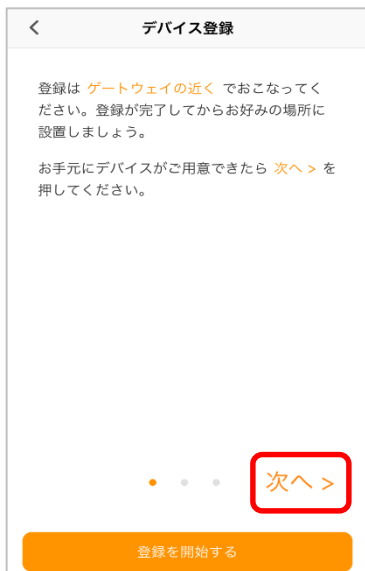 デバイス登録
登録は ゲートウェイの近く でおこなってく
ださい。登録が完了してからお好みの場所に
設置しましょう。
お手元にデバイスがご用意できたら 次へ > を
押してください。
次へ >
登録を開始する